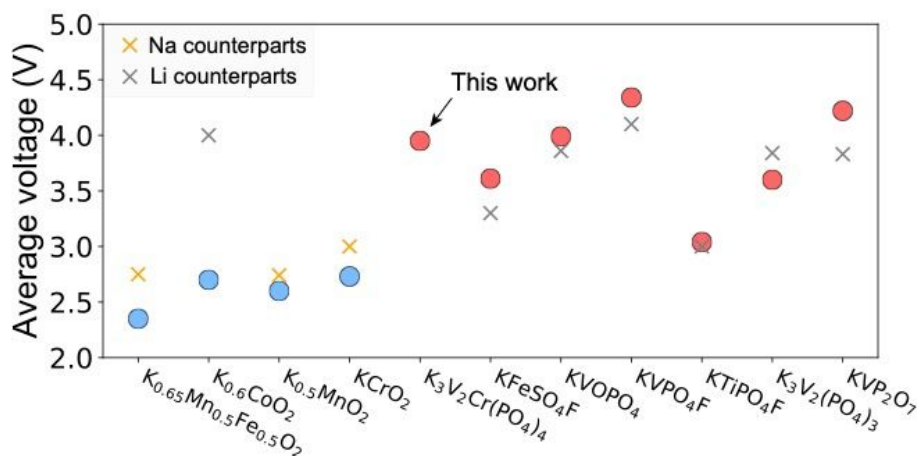 5.0
4.5
4.0
3.5
3.0
2.5
2.0
Average voltage (V)
Na counterparts
Li counterparts
This work
K₀.₆₅Mn₀.₅Fe₀.₅O₂
K₀.₆CoO₂
K₀.₅MnO₂
KCrO₂
K₃V₂Cr(PO₄)₄
KFeSO₄F
KVOPO₄
KVPO₄F
KTiPO₄F
K₃V₂(PO₄)₃
KVP₂O₇